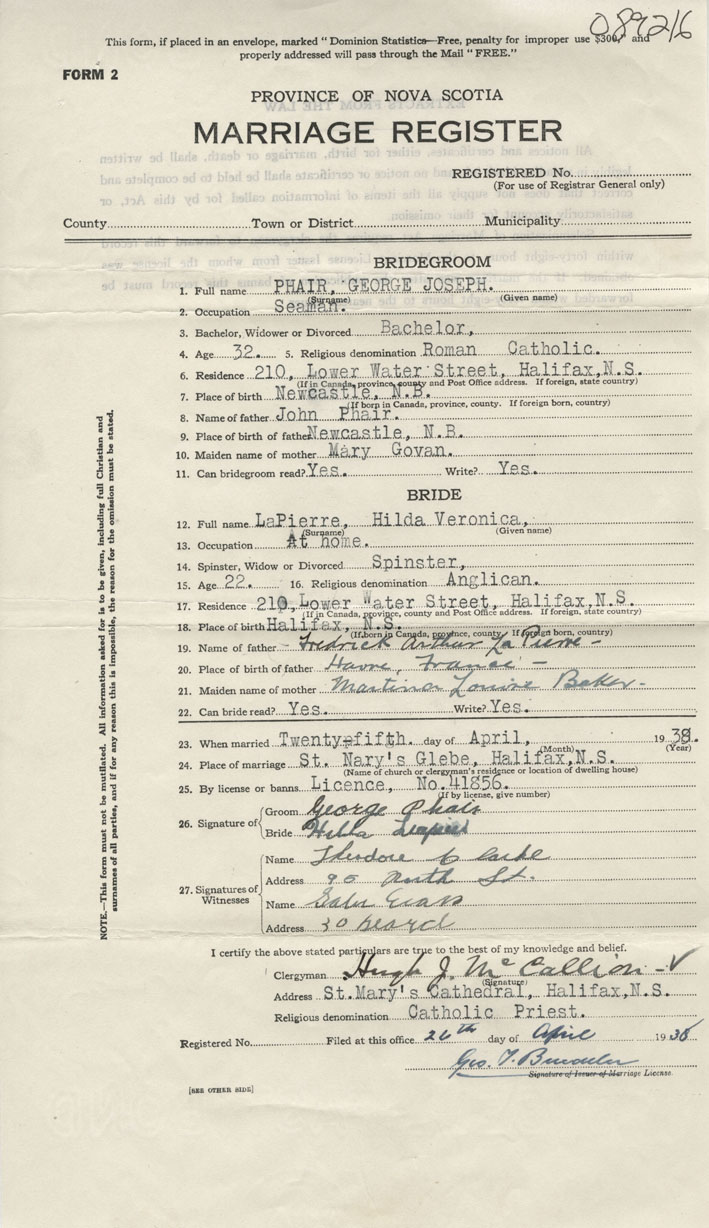 089216
This form, if placed in an envelope, marked " Dominion Statistics—Free, penalty for improper use $300," and
properly addressed will pass through the Mail " FREE."
FORM 2
PROVINCE OF NOVA SCOTIA
MARRIAGE REGISTER
REGISTERED No.
(For use of Registrar General only)
County Town or District Municipality
BRIDEGROOM
1. Full name PHAIR, GEORGE JOSEPH.
(Surname) (Given name)
2. Occupation Seaman.
3. Bachelor, Widower or Divorced Bachelor,
4. Age 32. 5. Religious denomination Roman Catholic.
6. Residence 210, Lower Water Street, Halifax,N.S.
(If in Canada, province, county and Post Office address. If foreign, state country)
7. Place of birth Newcastle, N.B.
(If born in Canada, province, county. If foreign born, county)
8. Name of father John Phair.
9. Place of birth of father Newcastle, N.B.
10. Maiden name of mother Mary Govan.
11. Can bridegroom read? Yes. Write? Yes.
BRIDE
12. Full name LaPierre, Hilda Veronica,
(Surname) (Given name)
13. Occupation At home.
14. Spinster, Widow or Divorced Spinster,
15. Age 22. 16. Religious denomination Anglican.
17. Residence 210, Lower Water Street, Halifax,N.S.
(If in Canada, province, county and Post Office address. If foreign, state country)
18. Place of birth Halifax, N.S.
(If born in Canada, province, county. If foreign born, country)
19. Name of father - Fredrick Arthur LaPierre -
20. Place of birth of father Havre, France -
21. Maiden name of mother Martina Louise Baker -
22. Can bride read? Yes. Write? Yes.
23. When married Twenty-fifth. day of April, 1938.
(Month) (Year)
24. Place of marriage St. Nary's Glebe, Halifax,N.S.
(Name of church or clergyman's residence or location of dwelling house)
25. By license or banns Licence, No.41856.
(If by license, give number)
26. Signature of Groom George Phair
Bride Hilda
27. Signatures of Witnesses
Name Theodore
Address 90 North St.
Name
Address 30
NOTE.—This form must not be mutilated. All information asked for is to be given, including full Christian and
surnames of all parties, and if for any reason this is impossible, the reason for the omission must be stated.
I certify the above stated particulars are true to the best of my knowledge and belief.
Clergyman Hugh J. McCallion
(Signature)
Address St.Mary's Cathedral, Halifax,N.S.
Religious denomination Catholic Priest.
Registered No. Filed at this office 26th day of April 1938
Geo. T.
Signature of Issuer of Marriage License.
[SEE OTHER SIDE]